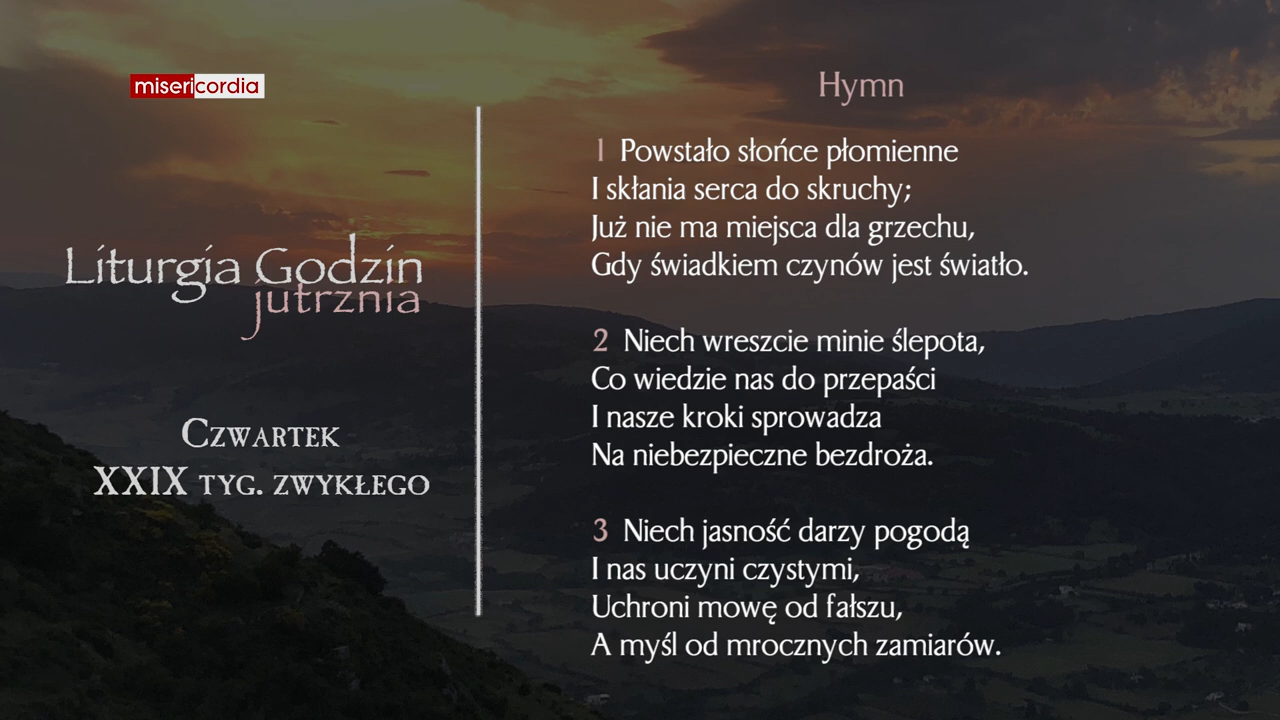 misericordia
Liturgia Godzin
jutrznia
Czwartek
XXIX tyg. zwykłego
Hymn
1 Powstało słońce płomienne
I skłania serca do skruchy;
Już nie ma miejsca dla grzechu,
Gdy świadkiem czynów jest światło.
2 Niech wreszcie minie ślepota,
Co wiedzie nas do przepaści
I nasze kroki sprowadza
Na niebezpieczne bezdroża.
3 Niech jasność darzy pogodą
I nas uczyni czystymi,
Uchroni mowę od fałszu,
A myśl od mrocznych zamiarów.